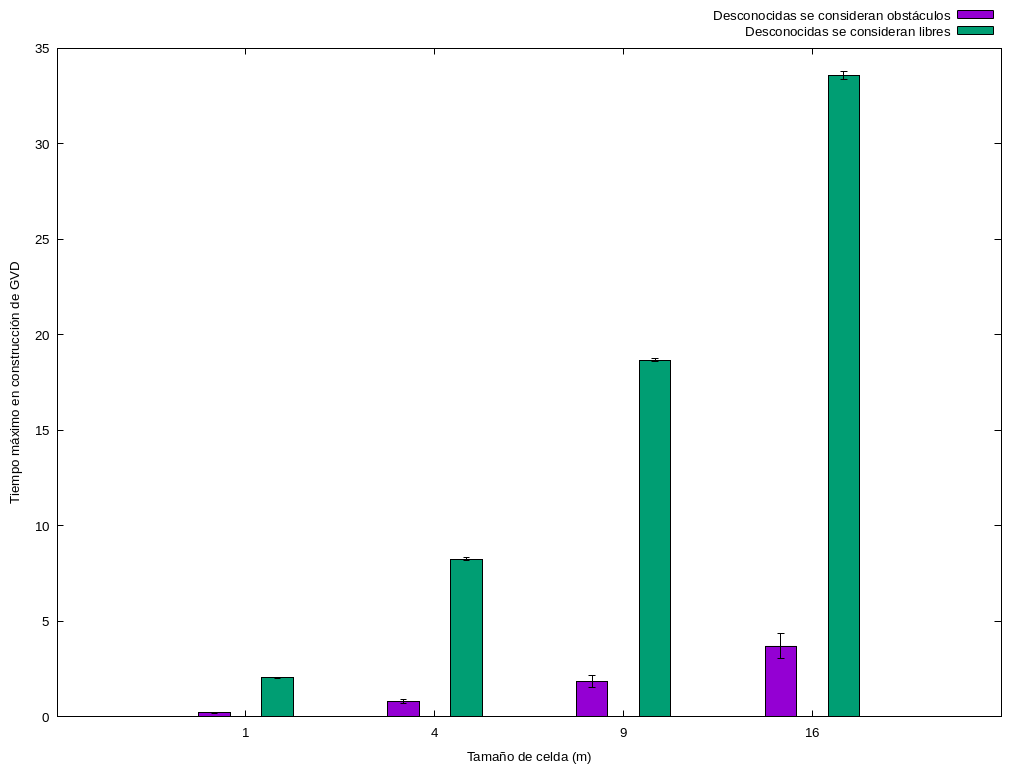 Desconocidas se consideran obstáculos
Desconocidas se consideran libres
35
30
25
20
15
10
5
0
Tiempo máximo en construcción de GVD
1 4 9 16
Tamaño de celda (m)